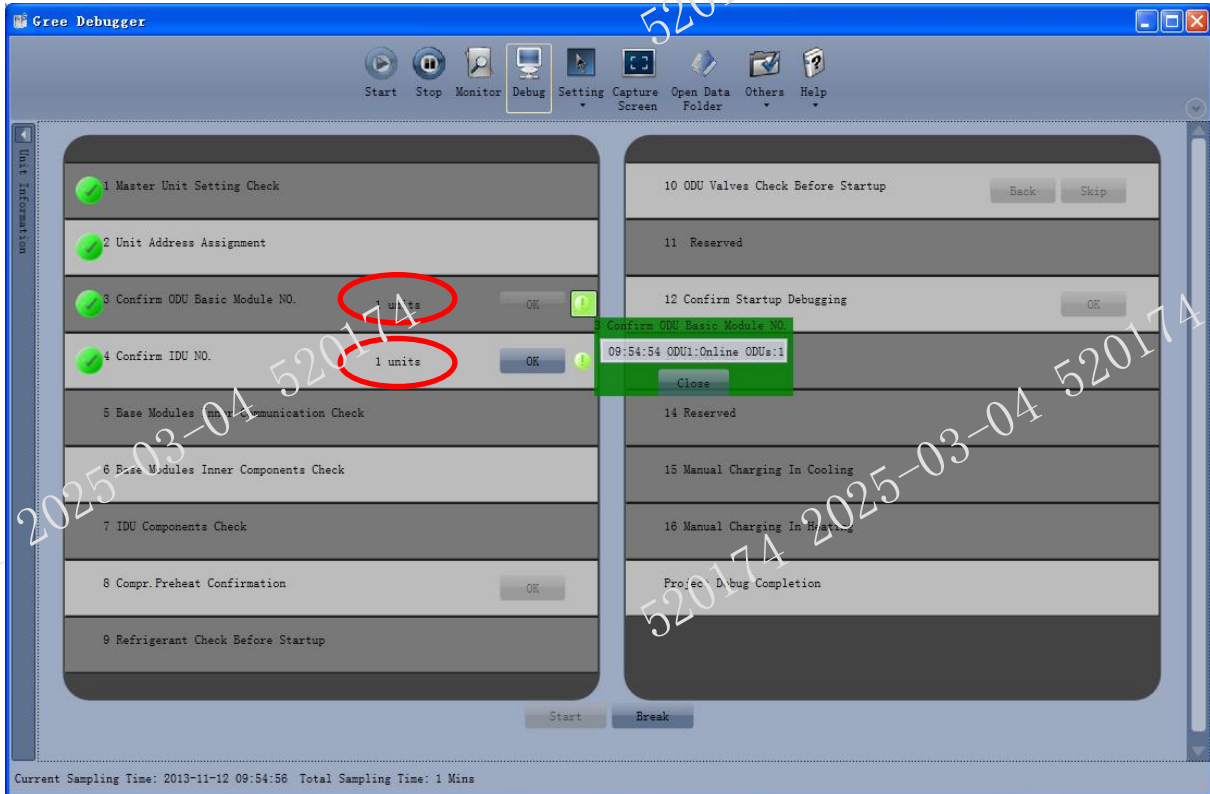 Gree Debugger
Start Stop Monitor Debug Setting Capture Screen Open Data Folder Others Help
Unit Information
1 Master Unit Setting Check
2 Unit Address Assignment
3 Confirm ODU Basic Module NO. 1 units OK
4 Confirm IDU NO. 1 units OK
5 Base Modules Inner Communication Check
6 Base Modules Inner Components Check
7 IDU Components Check
8 Compr.Preheat Confirmation OK
9 Refrigerant Check Before Startup
10 ODU Valves Check Before Startup Back Skip
11 Reserved
12 Confirm Startup Debugging OK
3 Confirm ODU Basic Module NO.
09:54:54 ODU1:Online ODUs:1
Close
14 Reserved
15 Manual Charging In Cooling
16 Manual Charging In Heating
Project Debug Completion
Start Break
Current Sampling Time: 2013-11-12 09:54:56 Total Sampling Time: 1 Mins
2025-03-04 520174
520174 2025-03-04 520174